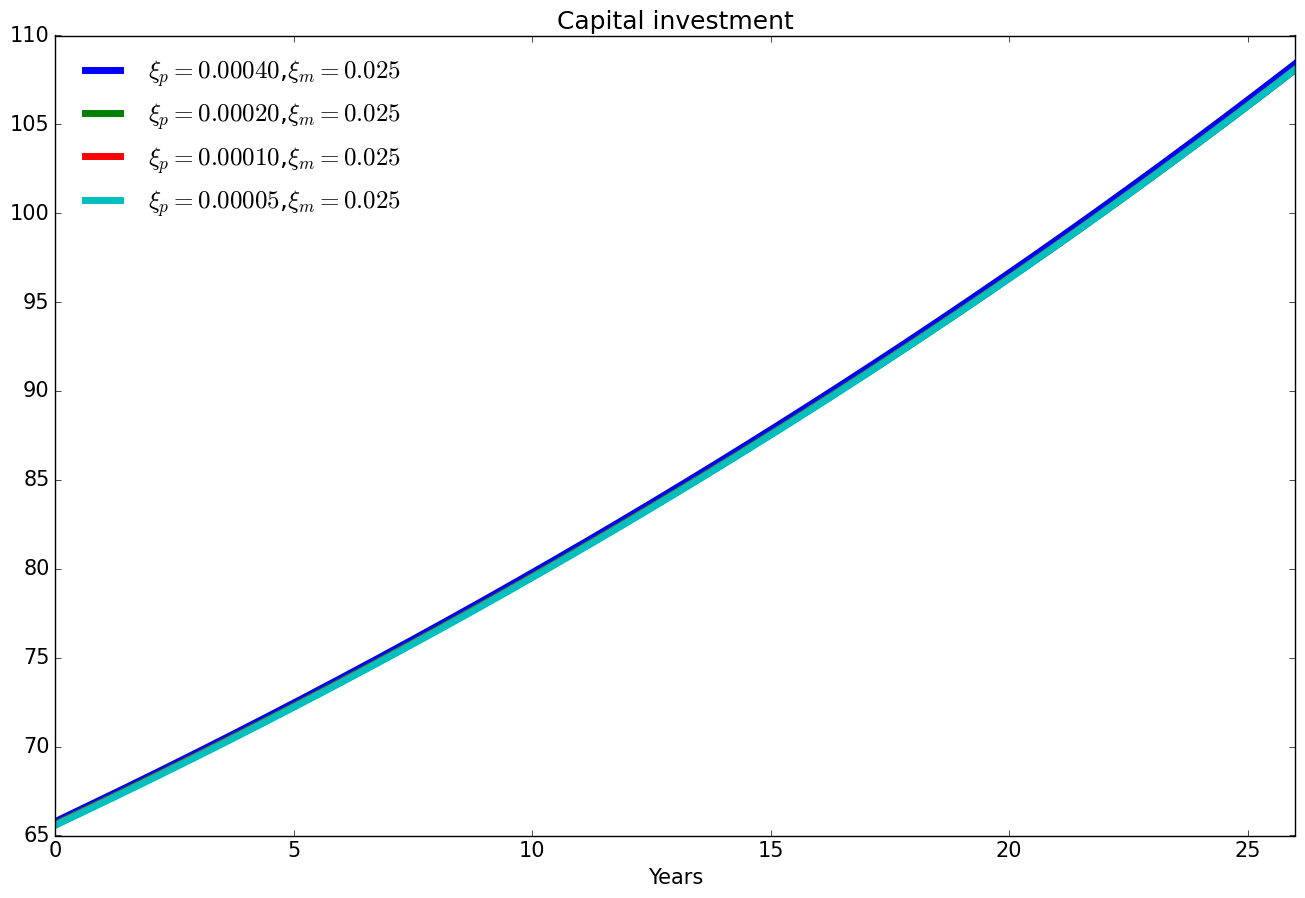 Capital investment
110
105
100
95
90
85
80
75
70
65
ξp = 0.00040,ξm = 0.025
ξp = 0.00020,ξm = 0.025
ξp = 0.00010,ξm = 0.025
ξp = 0.00005,ξm = 0.025
0 5 10 15 20 25
Years